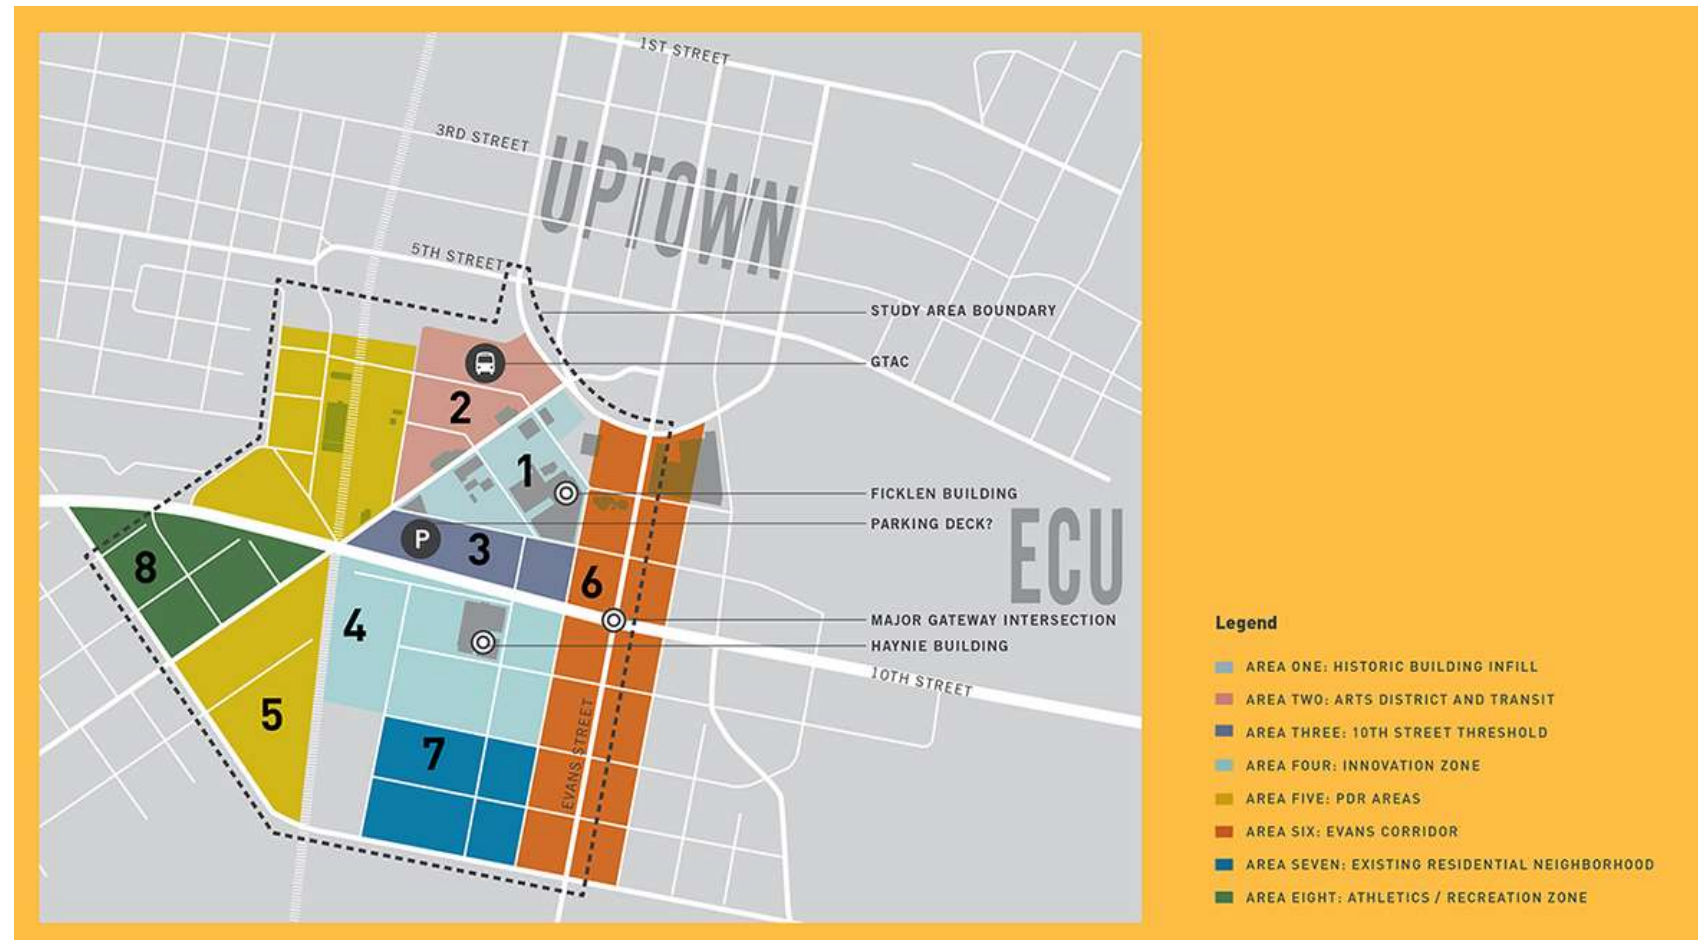 1ST STREET
3RD STREET
UPTOWN
5TH STREET
STUDY AREA BOUNDARY
GTAC
2
1
FICKLEN BUILDING
PARKING DECK?
ECU
P
3
8
6
4
MAJOR GATEWAY INTERSECTION
HAYNIE BUILDING
10TH STREET
5
7
EVANS STREET
Legend
AREA ONE: HISTORIC BUILDING INFILL
AREA TWO: ARTS DISTRICT AND TRANSIT
AREA THREE: 10TH STREET THRESHOLD
AREA FOUR: INNOVATION ZONE
AREA FIVE: PDR AREAS
AREA SIX: EVANS CORRIDOR
AREA SEVEN: EXISTING RESIDENTIAL NEIGHBORHOOD
AREA EIGHT: ATHLETICS / RECREATION ZONE